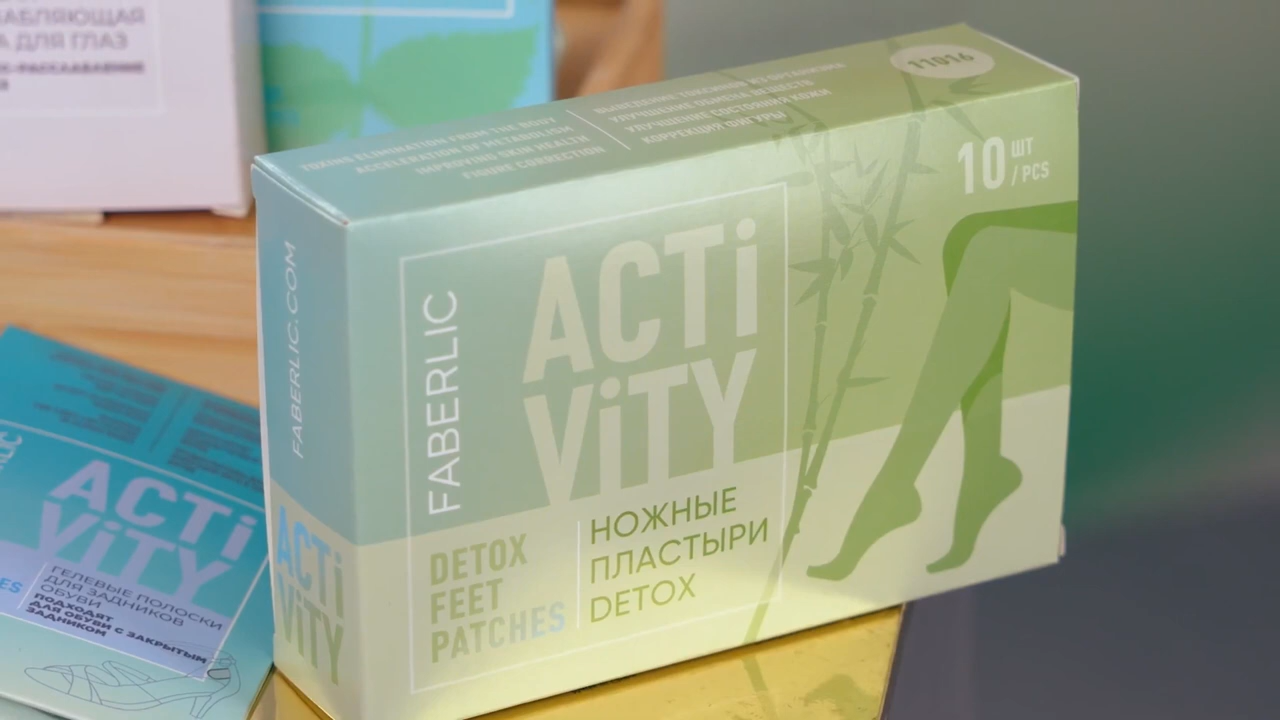 ДЛЯ ГЛАЗ
TOXINS ELIMINATION FROM THE BODY
ACCELERATION OF METABOLISM
IMPROVING SKIN HEALTH
FIGURE CORRECTION
ВЫВЕДЕНИЕ ТОКСИНОВ ИЗ ОРГАНИЗМА
УЛУЧШЕНИЕ ОБМЕНА ВЕЩЕСТВ
УЛУЧШЕНИЕ СОСТОЯНИЯ КОЖИ
КОРРЕКЦИЯ ФИГУРЫ
11016
10 ШТ
/ PCS
FABERLIC.COM
ACTi
ViTY
FABERLIC
ACTi
ViTY
DETOX
FEET
PATCHES
НОЖНЫЕ
ПЛАСТЫРИ
DETOX
ACTi
ViTY
ГЕЛЕВЫЕ ПОЛОСКИ
ДЛЯ ЗАДНИКОВ
ОБУВИ
ПОДХОДЯТ
ДЛЯ ОБУВИ С ЗАКРЫТЫМ
ЗАДНИКОМ